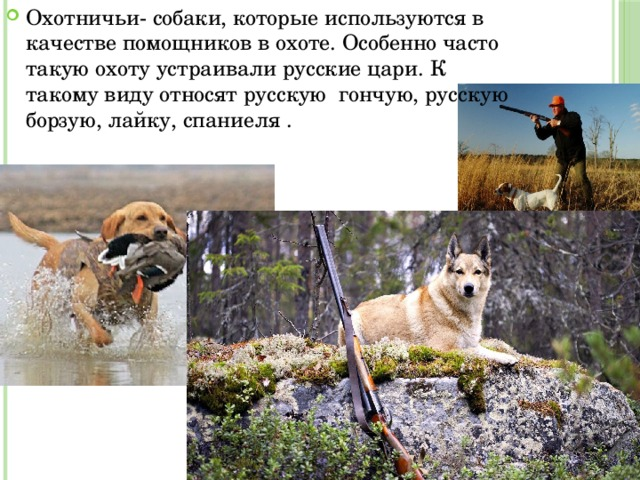 Охотничьи- собаки, которые используются в
качестве помощников в охоте. Особенно часто
такую охоту устраивали русские цари. К
такому виду относят русскую  гончую, русскую
борзую, лайку, спаниеля .